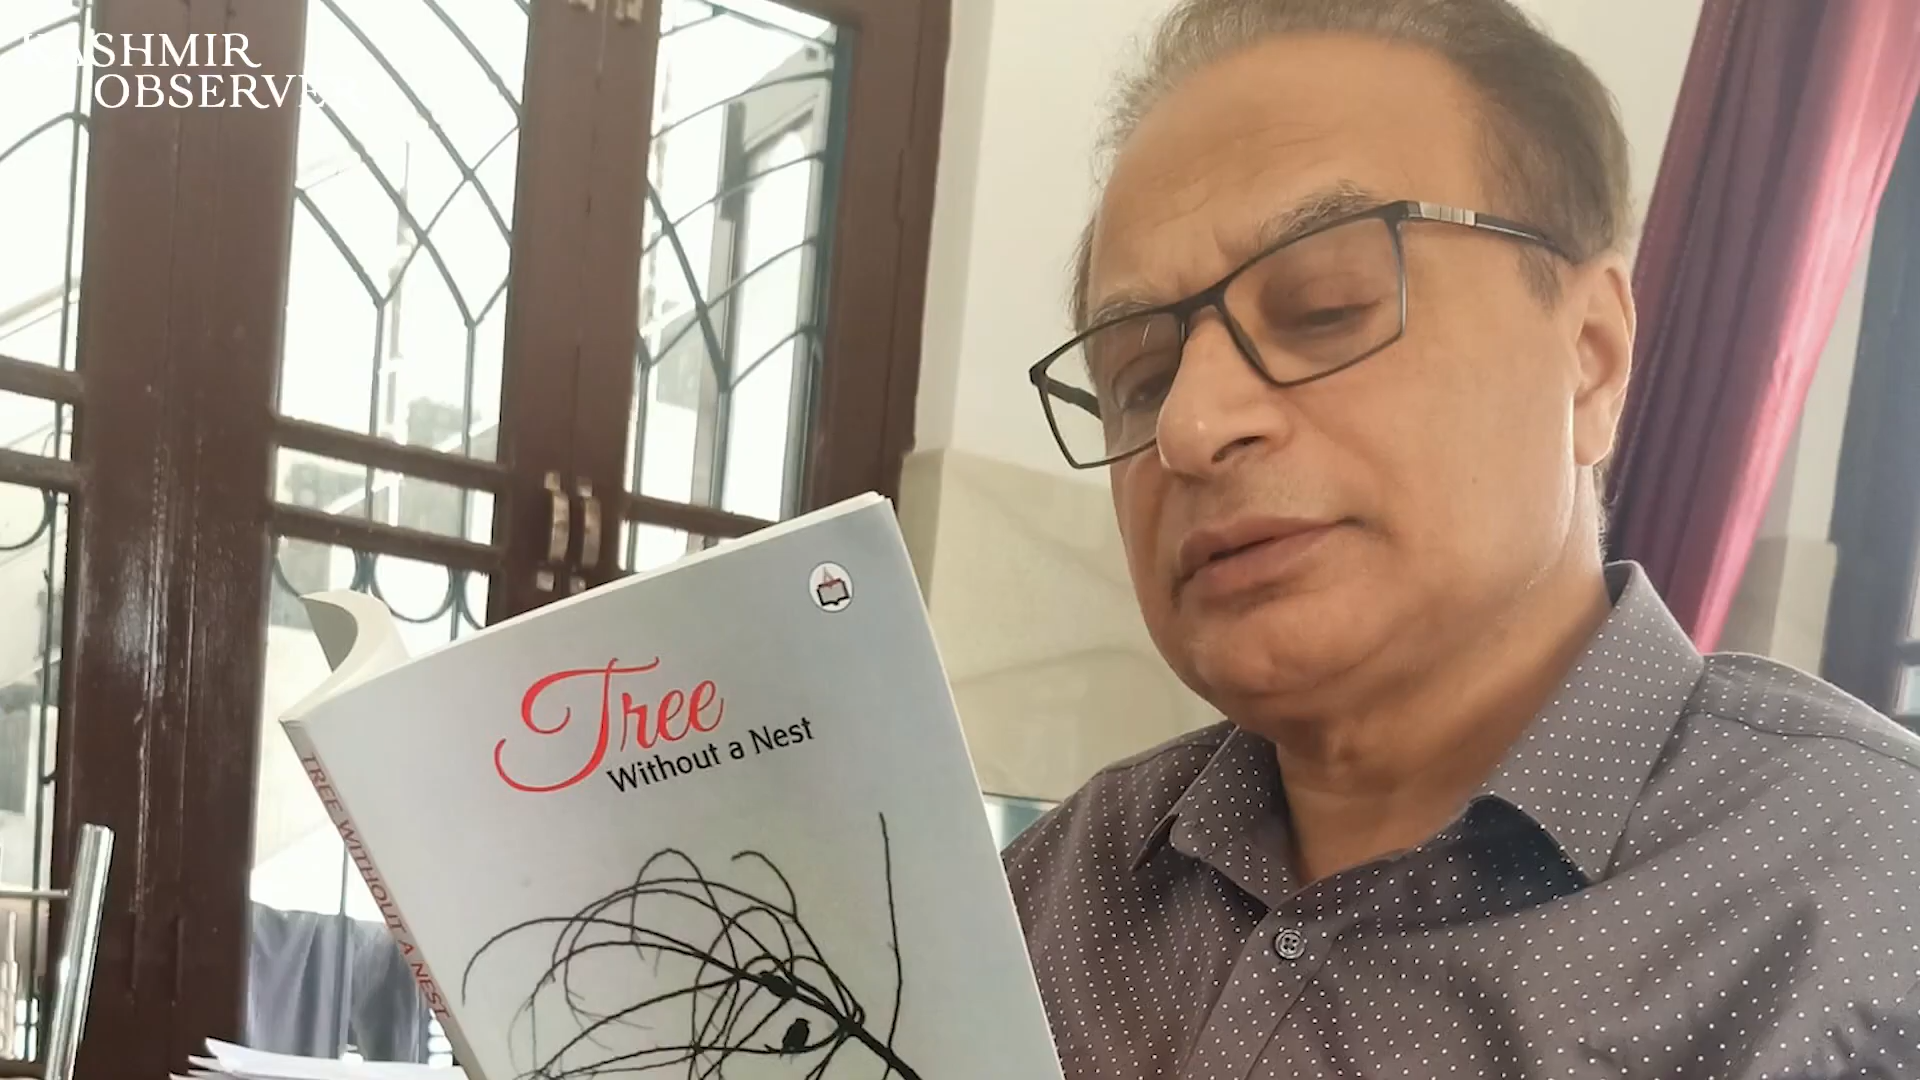 KASHMIR
OBSERVER
Tree
Without a Nest
TREE WITHOUT A NEST